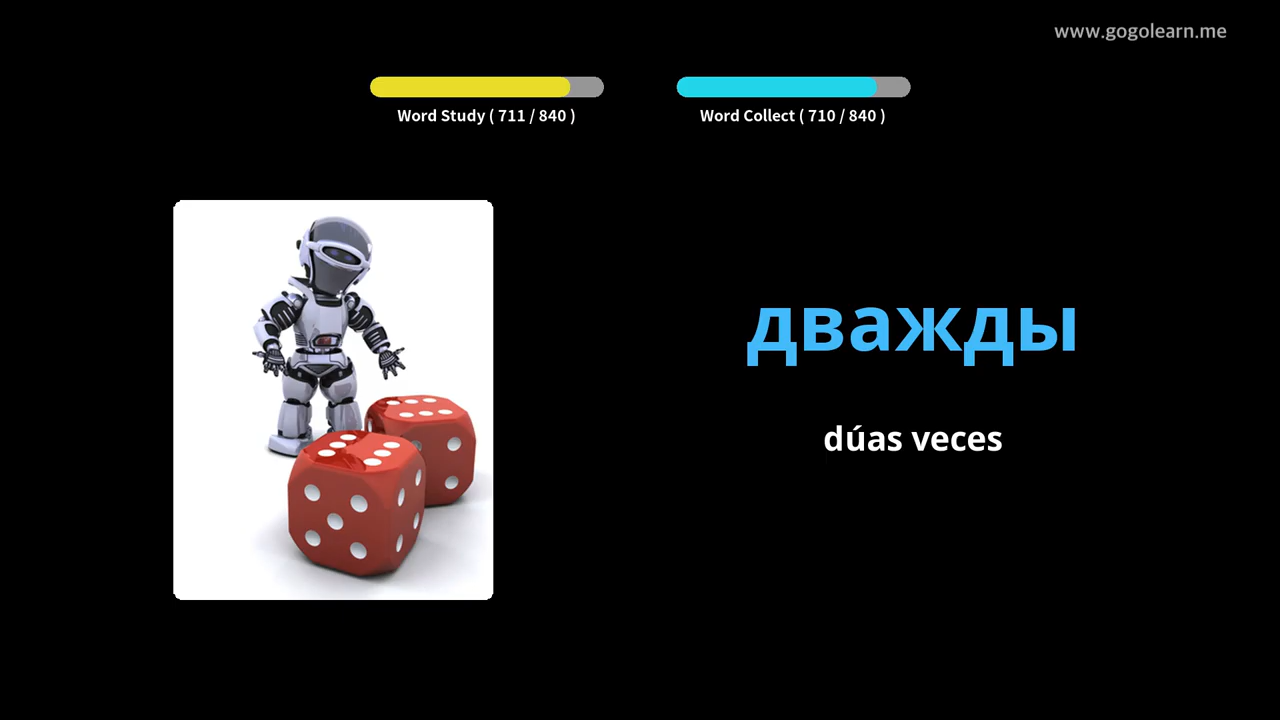 www.gogolearn.me
Word Study ( 711 / 840 )
Word Collect ( 710 / 840 )
дважды
dúas veces